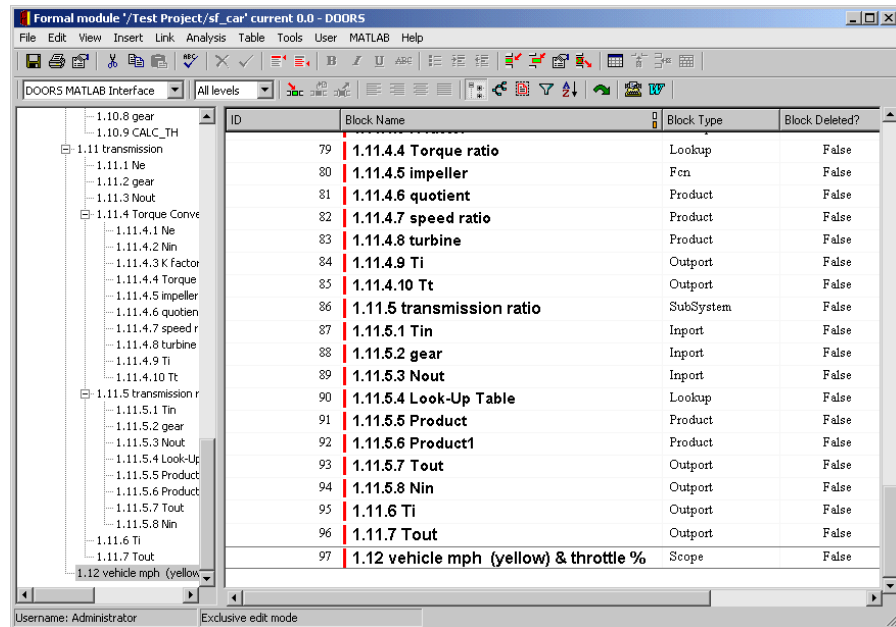 Formal module '/Test Project/sf_car' current 0.0 - DOORS
File Edit View Insert Link Analysis Table Tools User MATLAB Help
DOORS MATLAB Interface All levels
1.10.8 gear
1.10.9 CALC_TH
1.11 transmission
1.11.1 Ne
1.11.2 gear
1.11.3 Nout
1.11.4 Torque Conve
1.11.4.1 Ne
1.11.4.2 Nin
1.11.4.3 K factor
1.11.4.4 Torque
1.11.4.5 impeller
1.11.4.6 quotien
1.11.4.7 speed r
1.11.4.8 turbine
1.11.4.9 Ti
1.11.4.10 Tt
1.11.5 transmission r
1.11.5.1 Tin
1.11.5.2 gear
1.11.5.3 Nout
1.11.5.4 Look-Up
1.11.5.5 Product
1.11.5.6 Product
1.11.5.7 Tout
1.11.5.8 Nin
1.11.6 Ti
1.11.7 Tout
1.12 vehicle mph (yellow
ID Block Name Block Type Block Deleted?
79 1.11.4.4 Torque ratio Lookup False
80 1.11.4.5 impeller Fcn False
81 1.11.4.6 quotient Product False
82 1.11.4.7 speed ratio Product False
83 1.11.4.8 turbine Product False
84 1.11.4.9 Ti Outport False
85 1.11.4.10 Tt Outport False
86 1.11.5 transmission ratio SubSystem False
87 1.11.5.1 Tin Inport False
88 1.11.5.2 gear Inport False
89 1.11.5.3 Nout Inport False
90 1.11.5.4 Look-Up Table Lookup False
91 1.11.5.5 Product Product False
92 1.11.5.6 Product1 Product False
93 1.11.5.7 Tout Outport False
94 1.11.5.8 Nin Outport False
95 1.11.6 Ti Outport False
96 1.11.7 Tout Outport False
97 1.12 vehicle mph (yellow) & throttle % Scope False
Username: Administrator Exclusive edit mode